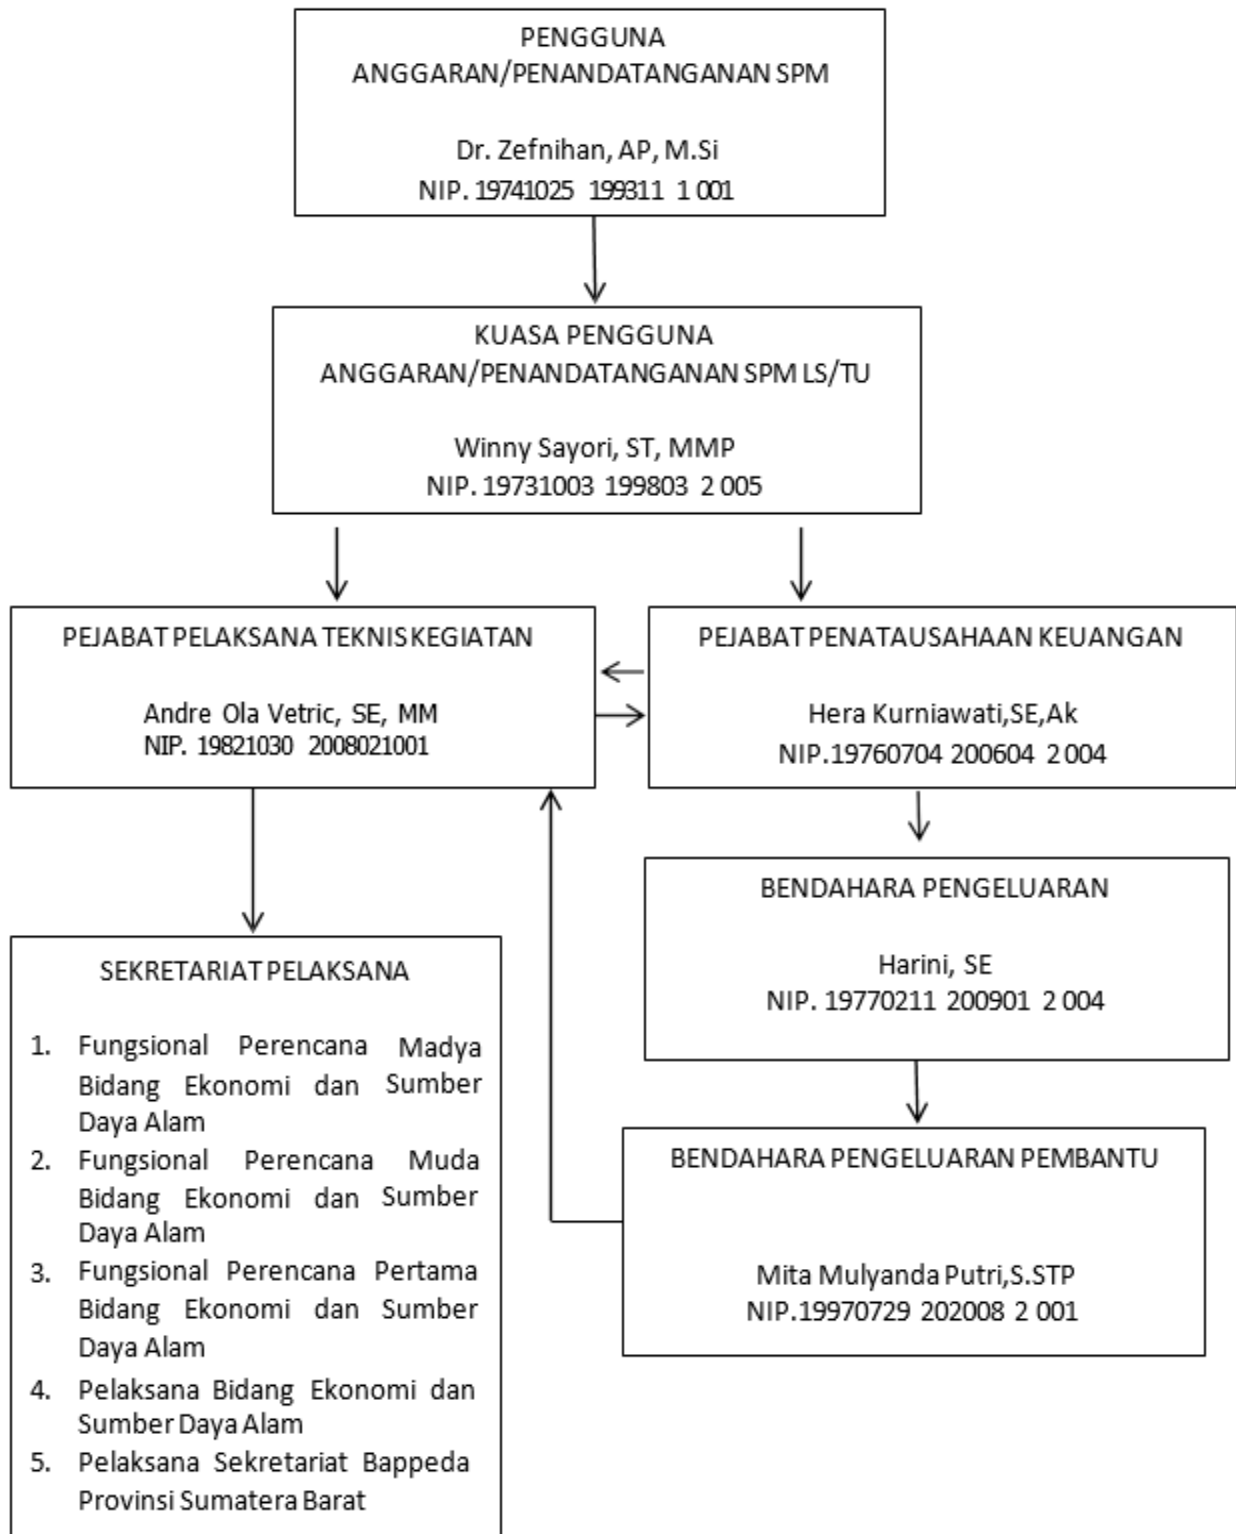 PENGGUNA
ANGGARAN/PENANDATANGANAN SPM
Dr. Zefnihan, AP, M.Si
NIP. 19741025 199311 1 001
KUASA PENGGUNA
ANGGARAN/PENANDATANGANAN SPM LS/TU
Winny Sayori, ST, MMP
NIP. 19731003 199803 2 005
PEJABAT PELAKSANA TEKNIS KEGIATAN
Andre Ola Vetric, SE, MM
NIP. 19821030 2008021001
PEJABAT PENATAUSAHAAN KEUANGAN
Hera Kurniawati,SE,Ak
NIP.19760704 200604 2 004
BENDAHARA PENGELUARAN
Harini, SE
NIP. 19770211 200901 2 004
SEKRETARIAT PELAKSANA
1. Fungsional Perencana Madya
Bidang Ekonomi dan Sumber
Daya Alam
2. Fungsional Perencana Muda
Bidang Ekonomi dan Sumber
Daya Alam
3. Fungsional Perencana Pertama
Bidang Ekonomi dan Sumber
Daya Alam
4. Pelaksana Bidang Ekonomi dan
Sumber Daya Alam
5. Pelaksana Sekretariat Bappeda
Provinsi Sumatera Barat
BENDAHARA PENGELUARAN PEMBANTU
Mita Mulyanda Putri,S.STP
NIP.19970729 202008 2 001